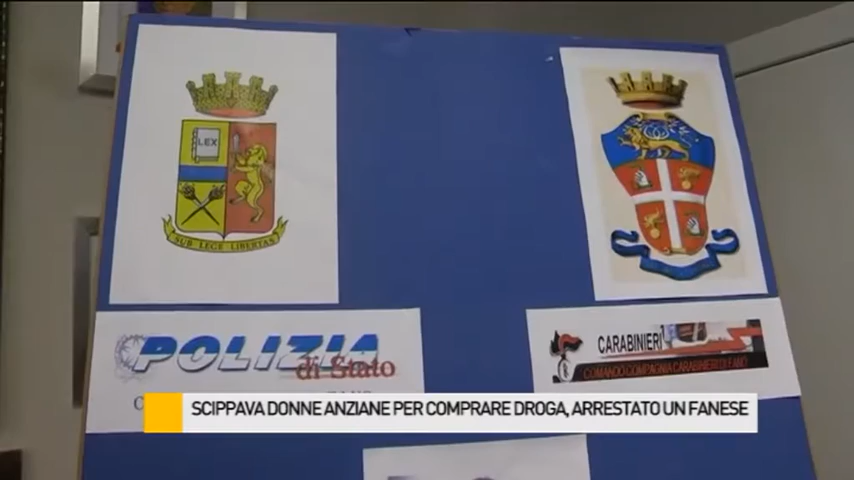 LEX
SUB LEGE LIBERTAS
POLIZIA
di Stato
CARABINIERI
COMANDO COMPAGNIA CARABINIERI DI FANO
SCIPPAVA DONNE ANZIANE PER COMPRARE DROGA, ARRESTATO UN FANESE